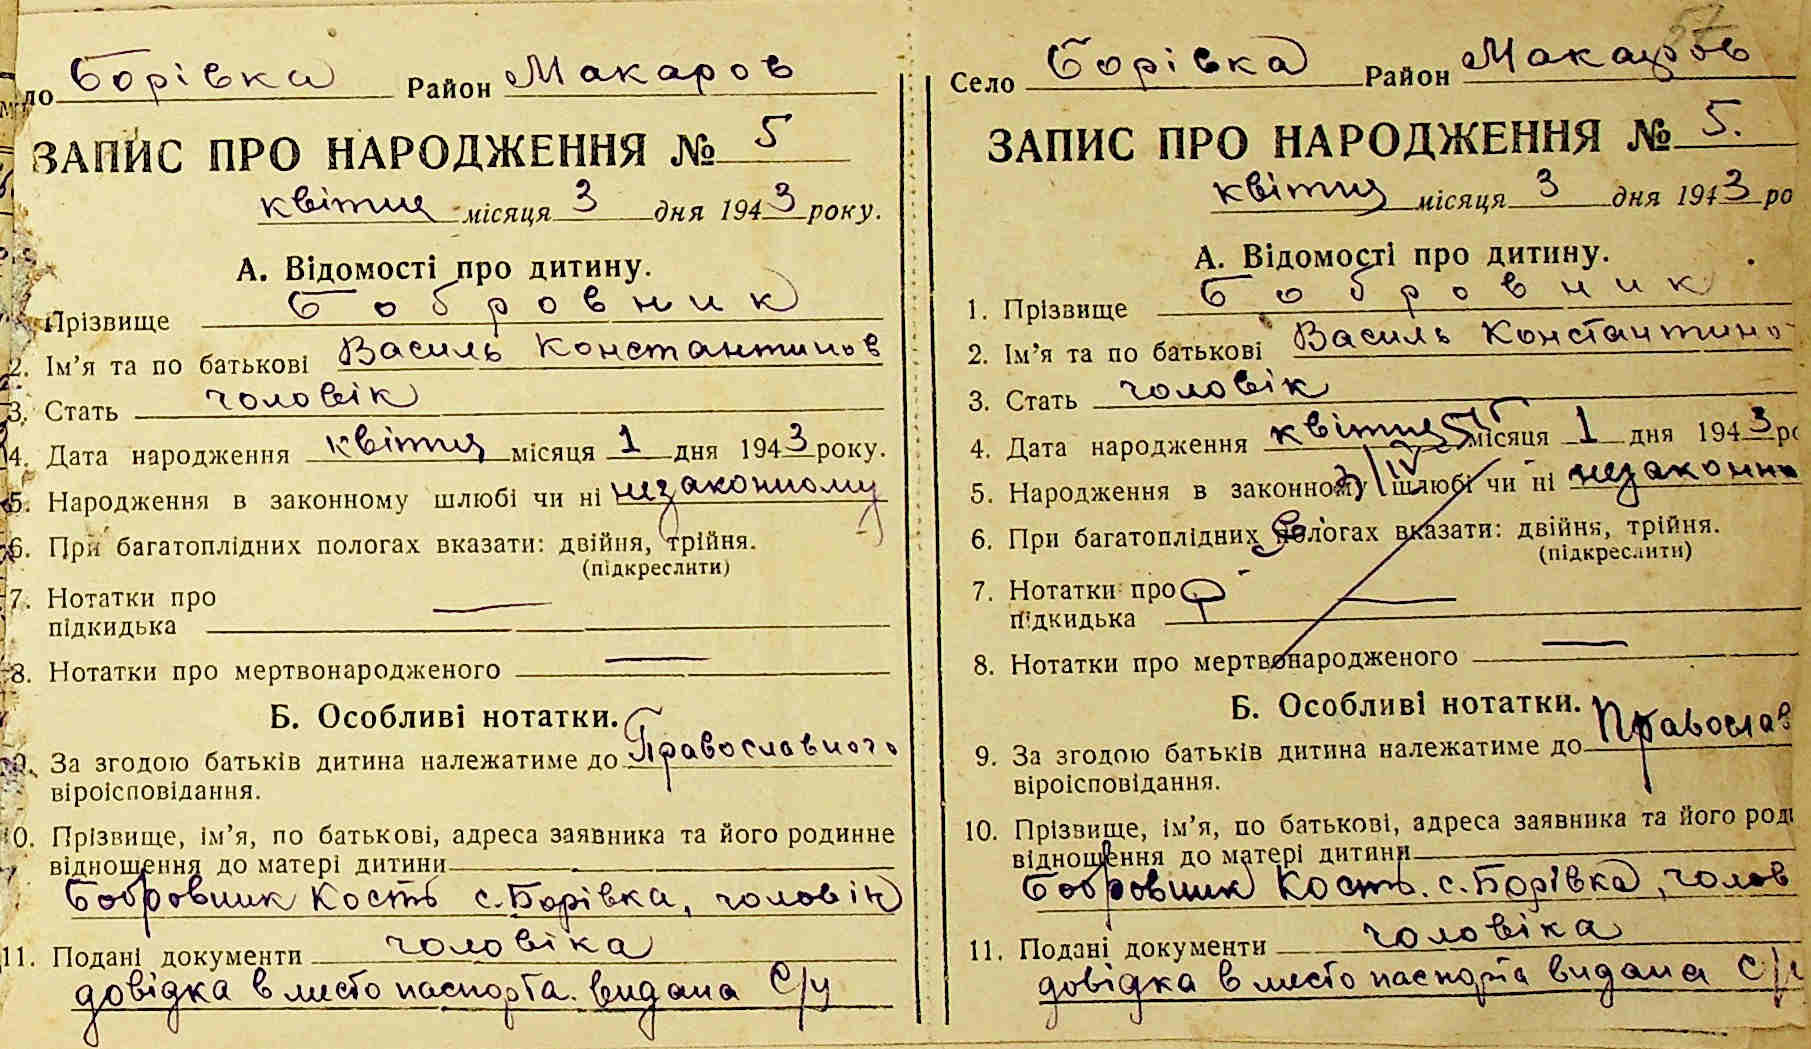 ло Борівка Район Макаров
ЗАПИС ПРО НАРОДЖЕННЯ № 5
квітня місяця 3 дня 1943 року.
А. Відомості про дитину.
Прізвище Бобровник
2. Ім'я та по батькові Василь Константинов
3. Стать чоловік
4. Дата народження квітня місяця 1 дня 1943 року.
5. Народження в законному шлюбі чи ні незаконному
6. При багатоплідних пологах вказати: двійня, трійня.
(підкреслити)
7. Нотатки про
підкидька —
8. Нотатки про мертвонародженого —
Б. Особливі нотатки.
9. За згодою батьків дитина належатиме до Православного
віроісповідання.
10. Прізвище, ім'я, по батькові, адреса заявника та його родинне
відношення до матері дитини
Бобровник Кость с. Борівка, чоловік
11. Подані документи чоловіка
довідка вместо паспорта. видана С/у
57
Село Борівка Район Макаров
ЗАПИС ПРО НАРОДЖЕННЯ № 5.
квітня місяця 3 дня 1943 ро
А. Відомості про дитину.
1. Прізвище Бобровник
2. Ім'я та по батькові Василь Константино
3. Стать чоловік
4. Дата народження квітня місяця 1 дня 1943 ро
5. Народження в законному шлюбі чи ні незаконно
6. При багатоплідних пологах вказати: двійня, трійня.
(підкреслити)
7. Нотатки про
підкидька —
8. Нотатки про мертвонародженого —
Б. Особливі нотатки.
9. За згодою батьків дитина належатиме до Православ
віроісповідання.
10. Прізвище, ім'я, по батькові, адреса заявника та його роди
відношення до матері дитини
Бобровник Кость. с. Борівка, чолов
11. Подані документи чоловіка
довідка вместо паспорта видана С/у